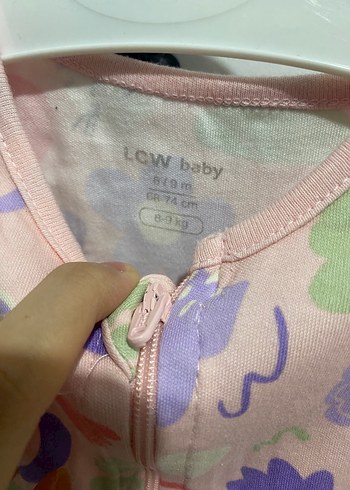 LCW baby
6 / 9 m
68-74 cm
6-9 kg